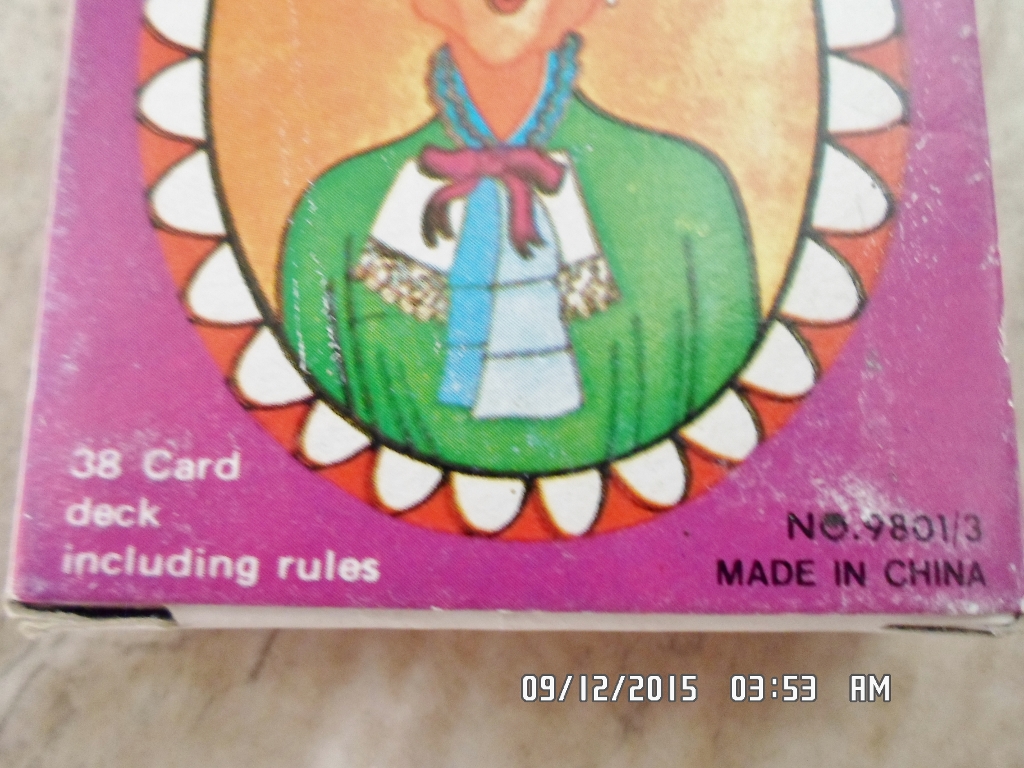 38 Card
deck
including rules
NO.9801/3
MADE IN CHINA
09/12/2015 03:53 AM